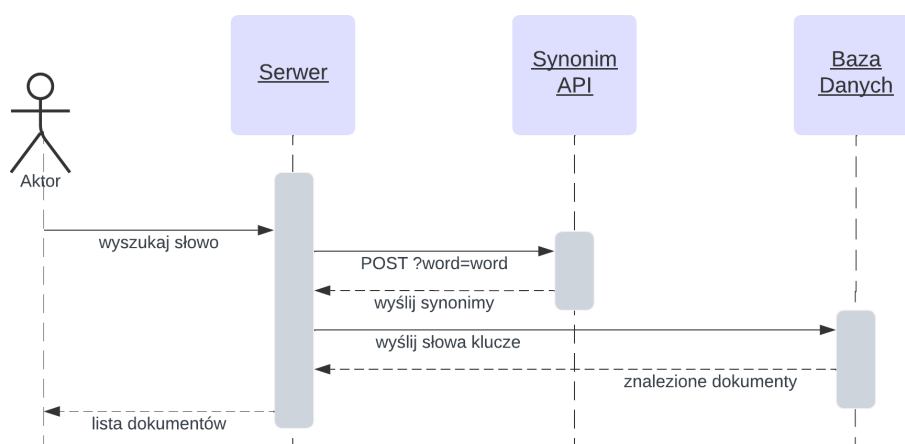 Serwer
Synonim
API
Baza
Danych
Aktor
wyszukaj słowo
POST ?word=word
wyślij synonimy
wyślij słowa klucze
znalezione dokumenty
lista dokumentów